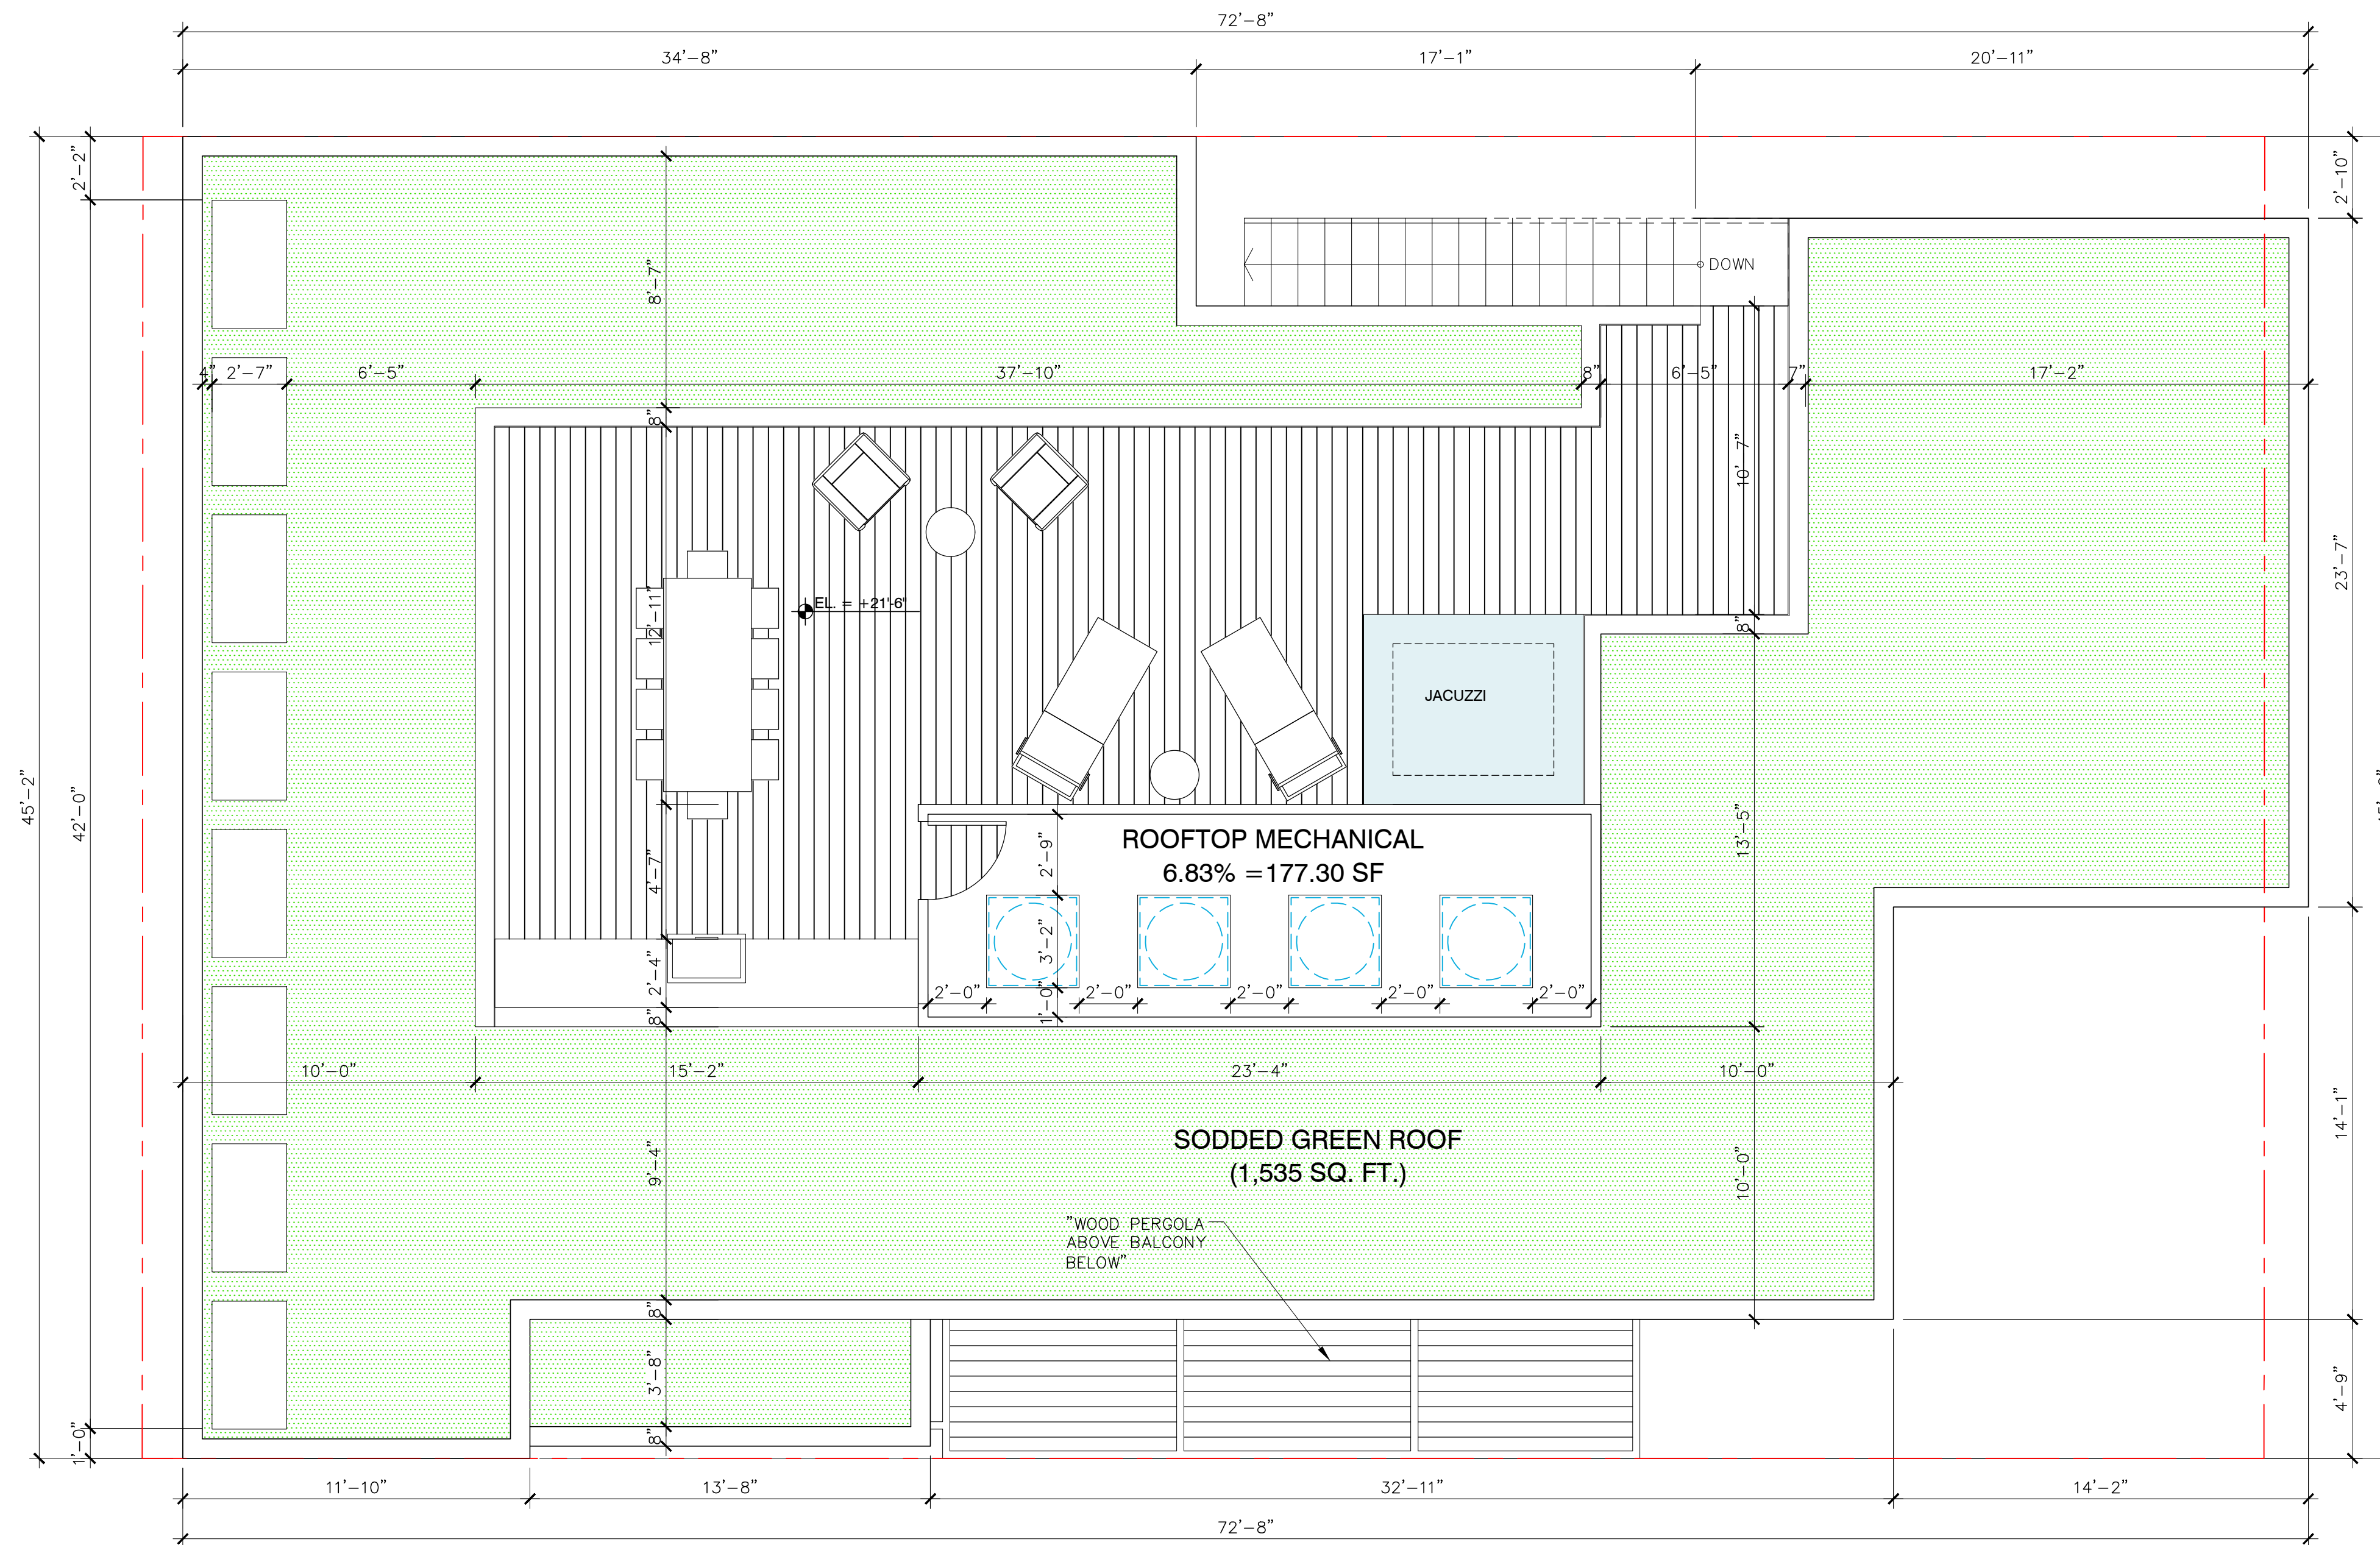 72'-8"
34'-8" 17'-1" 20'-11"
2'-2" 2'-10"
8'-7"
DOWN
4" 2'-7" 6'-5" 37'-10" 8" 6'-5" 7" 17'-2"
8"
10' 7"
23'-7"
12'-11"
EL. = +21'-6"
8"
JACUZZI
45'-2"
42'-0"
13'-5"
ROOFTOP MECHANICAL
6.83% =177.30 SF
2'-9"
4'-7"
3'-2"
2'-4"
2'-0" 2'-0" 2'-0" 2'-0" 2'-0"
1'-0"
8"
10'-0" 15'-2" 23'-4" 10'-0"
14'-1"
SODDED GREEN ROOF
(1,535 SQ. FT.)
9'-4"
10'-0"
"WOOD PERGOLA
ABOVE BALCONY
BELOW"
8"
3'-8"
4'-9"
8"
1'-0"
11'-10" 13'-8" 32'-11" 14'-2"
72'-8"